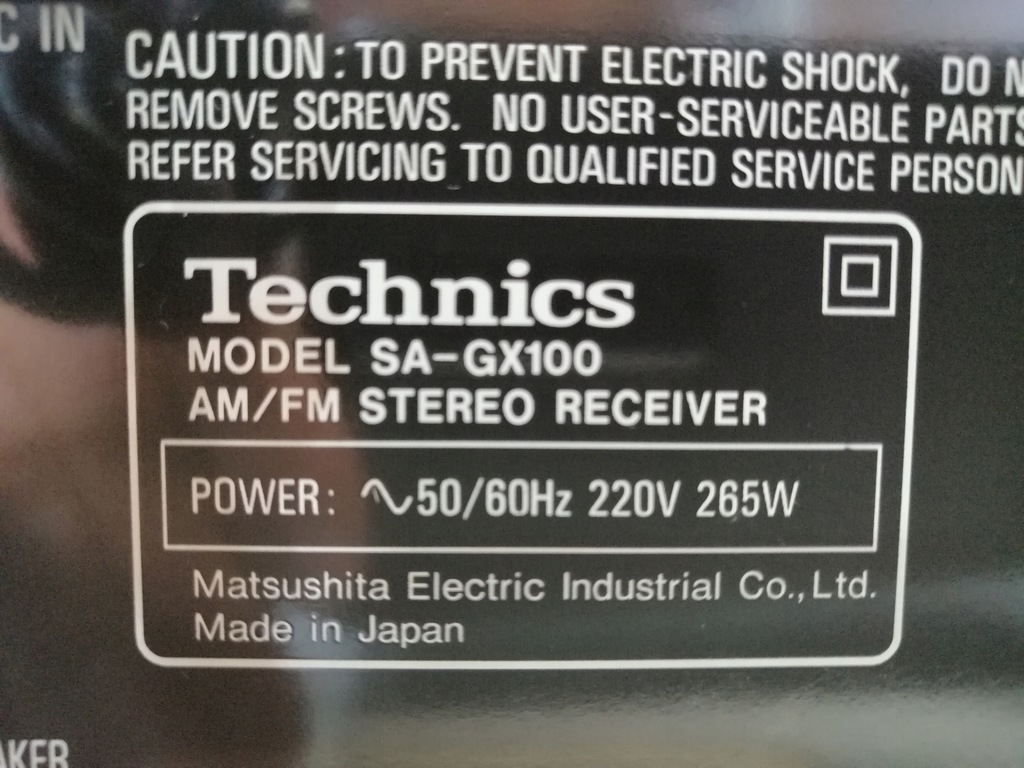 C IN
CAUTION: TO PREVENT ELECTRIC SHOCK, DO N
REMOVE SCREWS. NO USER-SERVICEABLE PARTS
REFER SERVICING TO QUALIFIED SERVICE PERSON
Technics
MODEL SA-GX100
AM/FM STEREO RECEIVER
POWER: ∿50/60Hz 220V 265W
Matsushita Electric Industrial Co., Ltd.
Made in Japan
AKER